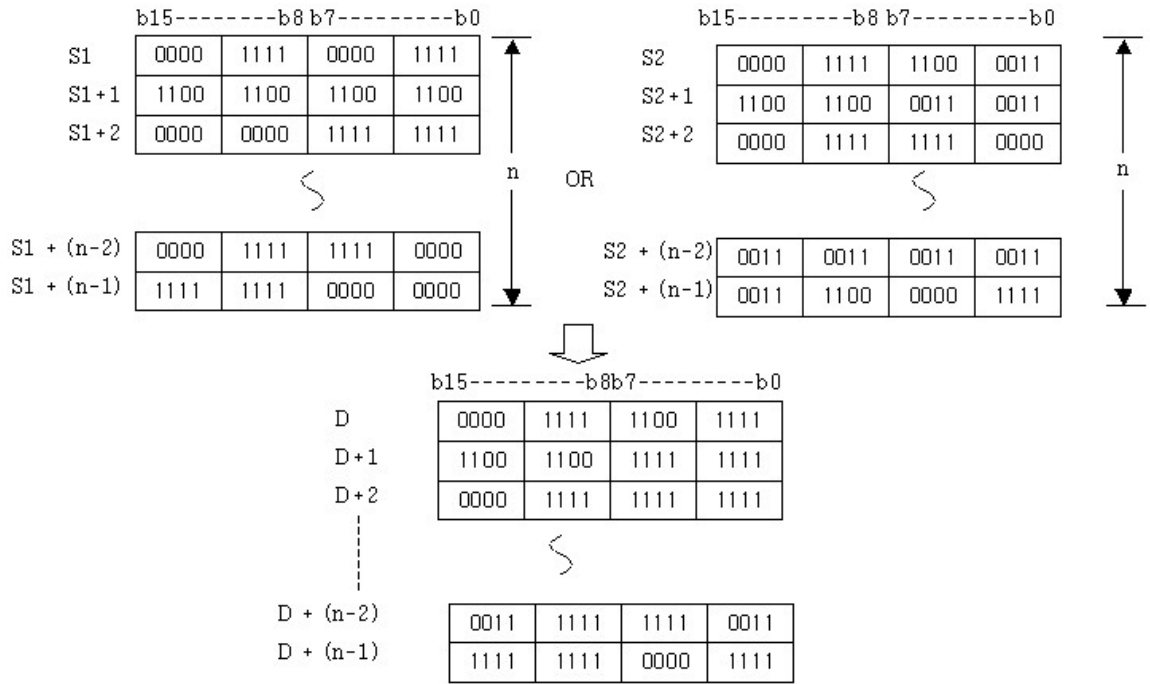 b15---------b8 b7---------b0
S1 0000 1111 0000 1111
S1+1 1100 1100 1100 1100
S1+2 0000 0000 1111 1111
n
S1 + (n-2) 0000 1111 1111 0000
S1 + (n-1) 1111 1111 0000 0000
OR
b15---------b8 b7---------b0
S2 0000 1111 1100 0011
S2+1 1100 1100 0011 0011
S2+2 0000 1111 1111 0000
n
S2 + (n-2) 0011 0011 0011 0011
S2 + (n-1) 0011 1100 0000 1111
b15---------b8b7---------b0
D 0000 1111 1100 1111
D+1 1100 1100 1111 1111
D+2 0000 1111 1111 1111
D + (n-2) 0011 1111 1111 0011
D + (n-1) 1111 1111 0000 1111